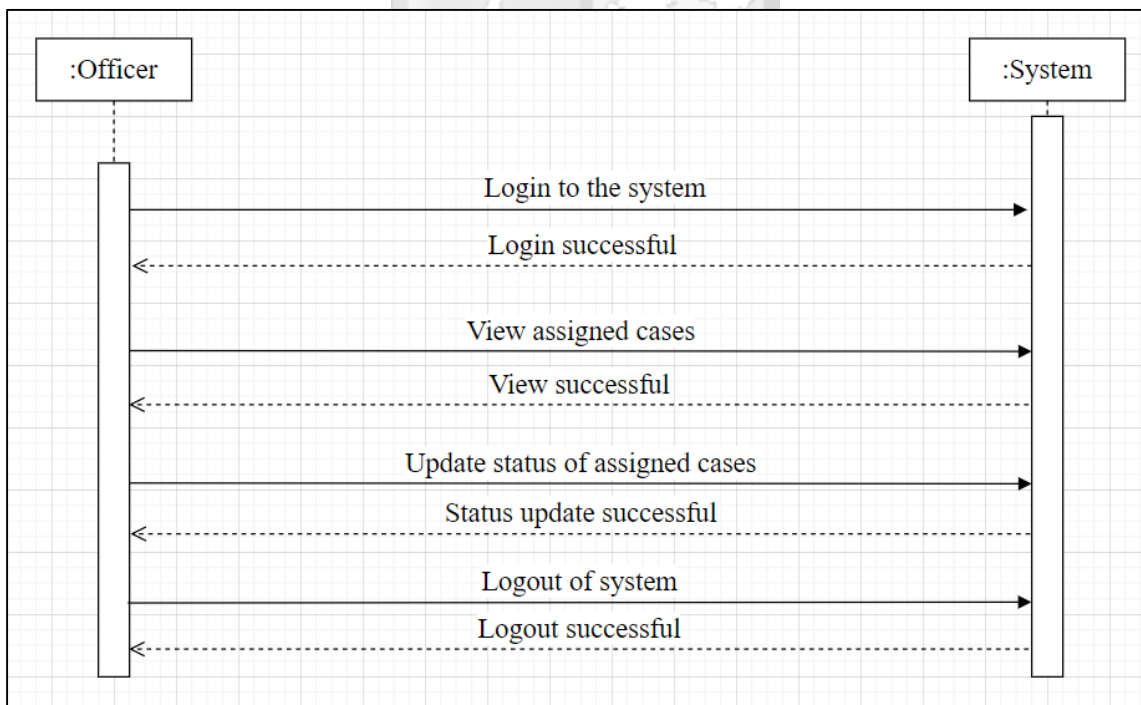 :Officer
:System
Login to the system
Login successful
View assigned cases
View successful
Update status of assigned cases
Status update successful
Logout of system
Logout successful